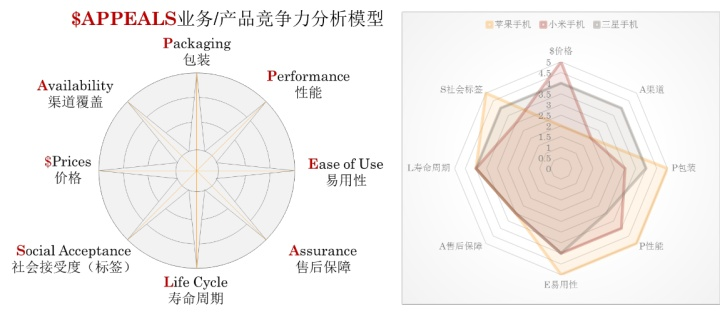 $APPEALS业务/产品竞争力分析模型
Packaging
包装
Availability
渠道覆盖
Performance
性能
$Prices
价格
Ease of Use
易用性
Social Acceptance
社会接受度（标签）
Assurance
售后保障
Life Cycle
寿命周期
苹果手机 小米手机 三星手机
$价格
5
4.5
4
3.5
3
2.5
2
1.5
1
0.5
0
S社会标签
A渠道
L寿命周期
P包装
A售后保障
P性能
E易用性